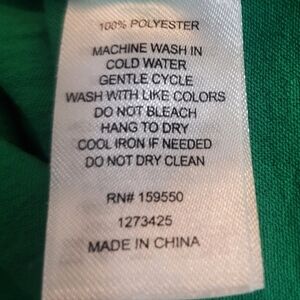 100% POLYESTER
MACHINE WASH IN
COLD WATER
GENTLE CYCLE
WASH WITH LIKE COLORS
DO NOT BLEACH
HANG TO DRY
COOL IRON IF NEEDED
DO NOT DRY CLEAN
RN# 159550
1273425
MADE IN CHINA